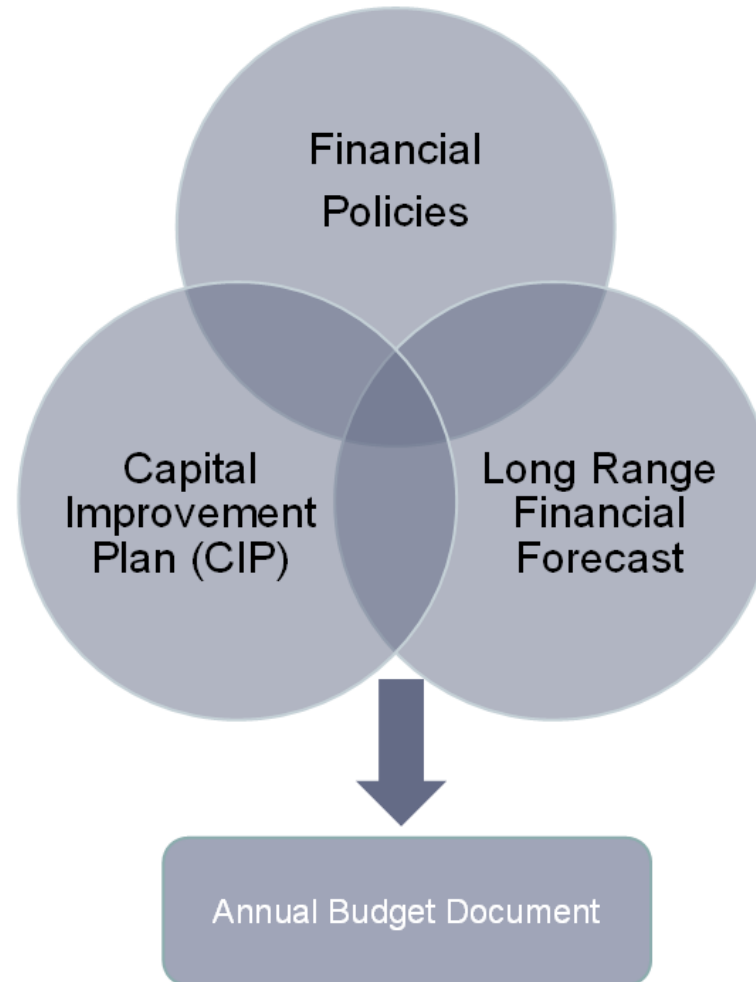 Financial
Policies
Capital
Improvement
Plan (CIP)
Long Range
Financial
Forecast
Annual Budget Document